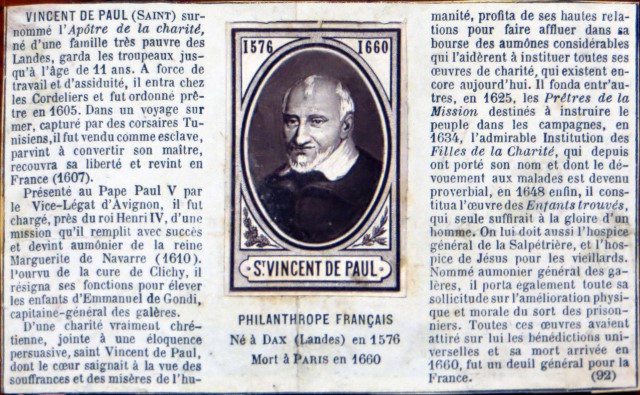 VINCENT DE PAUL (SAINT) sur-
nommé l'Apôtre de la charité,
né d'une famille très pauvre des
Landes, garda les troupeaux jus-
qu'à l'âge de 11 ans. A force de
travail et d'assiduité, il entra chez
les Cordeliers et fut ordonné prê-
tre en 1605. Dans un voyage sur
mer, capturé par des corsaires Tu-
nisiens, il fut vendu comme esclave,
parvint à convertir son maître,
recouvra sa liberté et revint en
France (1607).
Présenté au Pape Paul V par
le Vice-Légat d'Avignon, il fut
chargé, près du roi Henri IV, d'une
mission qu'il remplit avec succès
et devint aumônier de la reine
Marguerite de Navarre (1610).
Pourvu de la cure de Clichy, il
résigna ses fonctions pour élever
les enfants d'Emmanuel de Gondi,
capitaine-général des galères.
D'une charité vraiment chré-
tienne, jointe à une éloquence
persuasive, saint Vincent de Paul,
dont le cœur saignait à la vue des
souffrances et des misères de l'hu-
1576 1660
ST VINCENT DE PAUL
PHILANTHROPE FRANÇAIS
Né à DAX (Landes) en 1576
Mort à PARIS en 1660
manité, profita de ses hautes rela-
tions pour faire affluer dans sa
bourse des aumônes considérables
qui l'aidèrent à instituer toutes ses
œuvres de charité, qui existent en-
core aujourd'hui. Il fonda entr'au-
tres, en 1625, les Prêtres de la
Mission destinés à instruire le
peuple dans les campagnes, en
1634, l'admirable Institution des
Filles de la Charité, qui depuis
ont porté son nom et dont le dé-
vouement aux malades est devenu
proverbial, en 1648 enfin, il cons-
titua l'œuvre des Enfants trouvés,
qui seule suffirait à la gloire d'un
homme. On lui doit aussi l'hospice
général de la Salpétrière, et l'hos-
pice de Jésus pour les vieillards.
Nommé aumonier général des ga-
lères, il porta également toute sa
sollicitude sur l'amélioration physi-
que et morale du sort des prison-
niers. Toutes ces œuvres avaient
attiré sur lui les bénédictions uni-
verselles et sa mort arrivée en
1660, fut un deuil général pour la
France. (92)